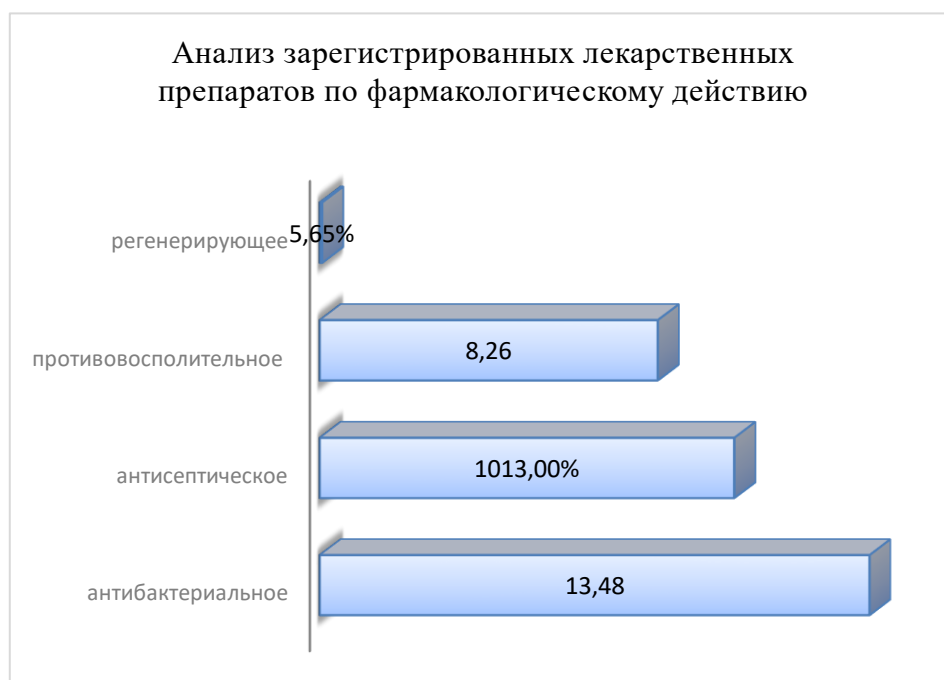 Анализ зарегистрированных лекарственных
препаратов по фармакологическому действию
регенерирующее 5,65%
противовосполительное 8,26
антисептическое 1013,00%
антибактериальное 13,48